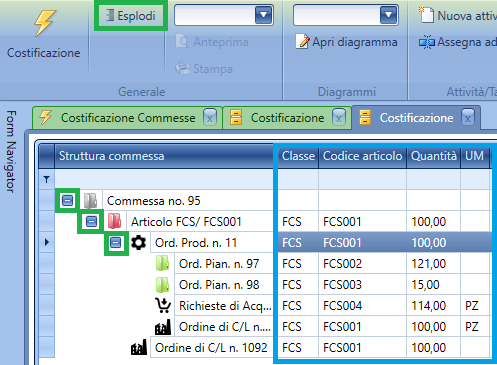 Esplodi
Nuova attiv
Costificazione
Anteprima
Apri diagramma
Assegna ad
Stampa
Generale
Diagrammi
Attività/Ta
Form Navigator
Costificazione Commesse
Costificazione
Costificazione
Struttura commessa Classe Codice articolo Quantità UM
Commessa no. 95
Articolo FCS/ FCS001 FCS FCS001 100,00
Ord. Prod. n. 11 FCS FCS001 100,00
Ord. Pian. n. 97 FCS FCS002 121,00
Ord. Pian. n. 98 FCS FCS003 15,00
Richieste di Acq... FCS FCS004 114,00 PZ
Ordine di C/L n.... FCS FCS001 100,00 PZ
Ordine di C/L n. 1092 FCS FCS001 100,00